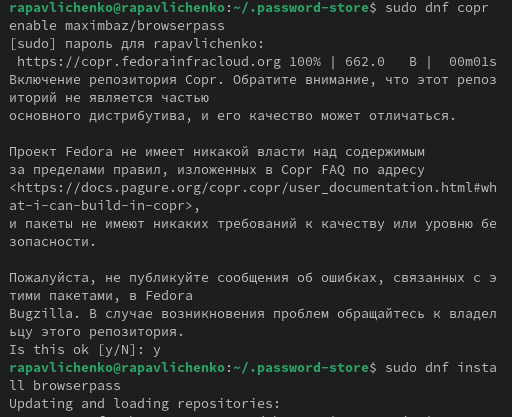 rapavlichenko@rapavlichenko:~/.password-store$ sudo dnf copr
enable maximbaz/browserpass
[sudo] пароль для rapavlichenko:
 https://copr.fedorainfracloud.org 100% | 662.0   B |  00m01s
Включение репозитория Copr. Обратите внимание, что этот репоз
иторий не является частью
основного дистрибутива, и его качество может отличаться.

Проект Fedora не имеет никакой власти над содержимым
за пределами правил, изложенных в Copr FAQ по адресу
<https://docs.pagure.org/copr.copr/user_documentation.html#wh
at-i-can-build-in-copr>,
и пакеты не имеют никаких требований к качеству или уровню бе
зопасности.

Пожалуйста, не публикуйте сообщения об ошибках, связанных с э
тими пакетами, в Fedora
Bugzilla. В случае возникновения проблем обращайтесь к владел
ьцу этого репозитория.
Is this ok [y/N]: y
rapavlichenko@rapavlichenko:~/.password-store$ sudo dnf insta
ll browserpass
Updating and loading repositories: